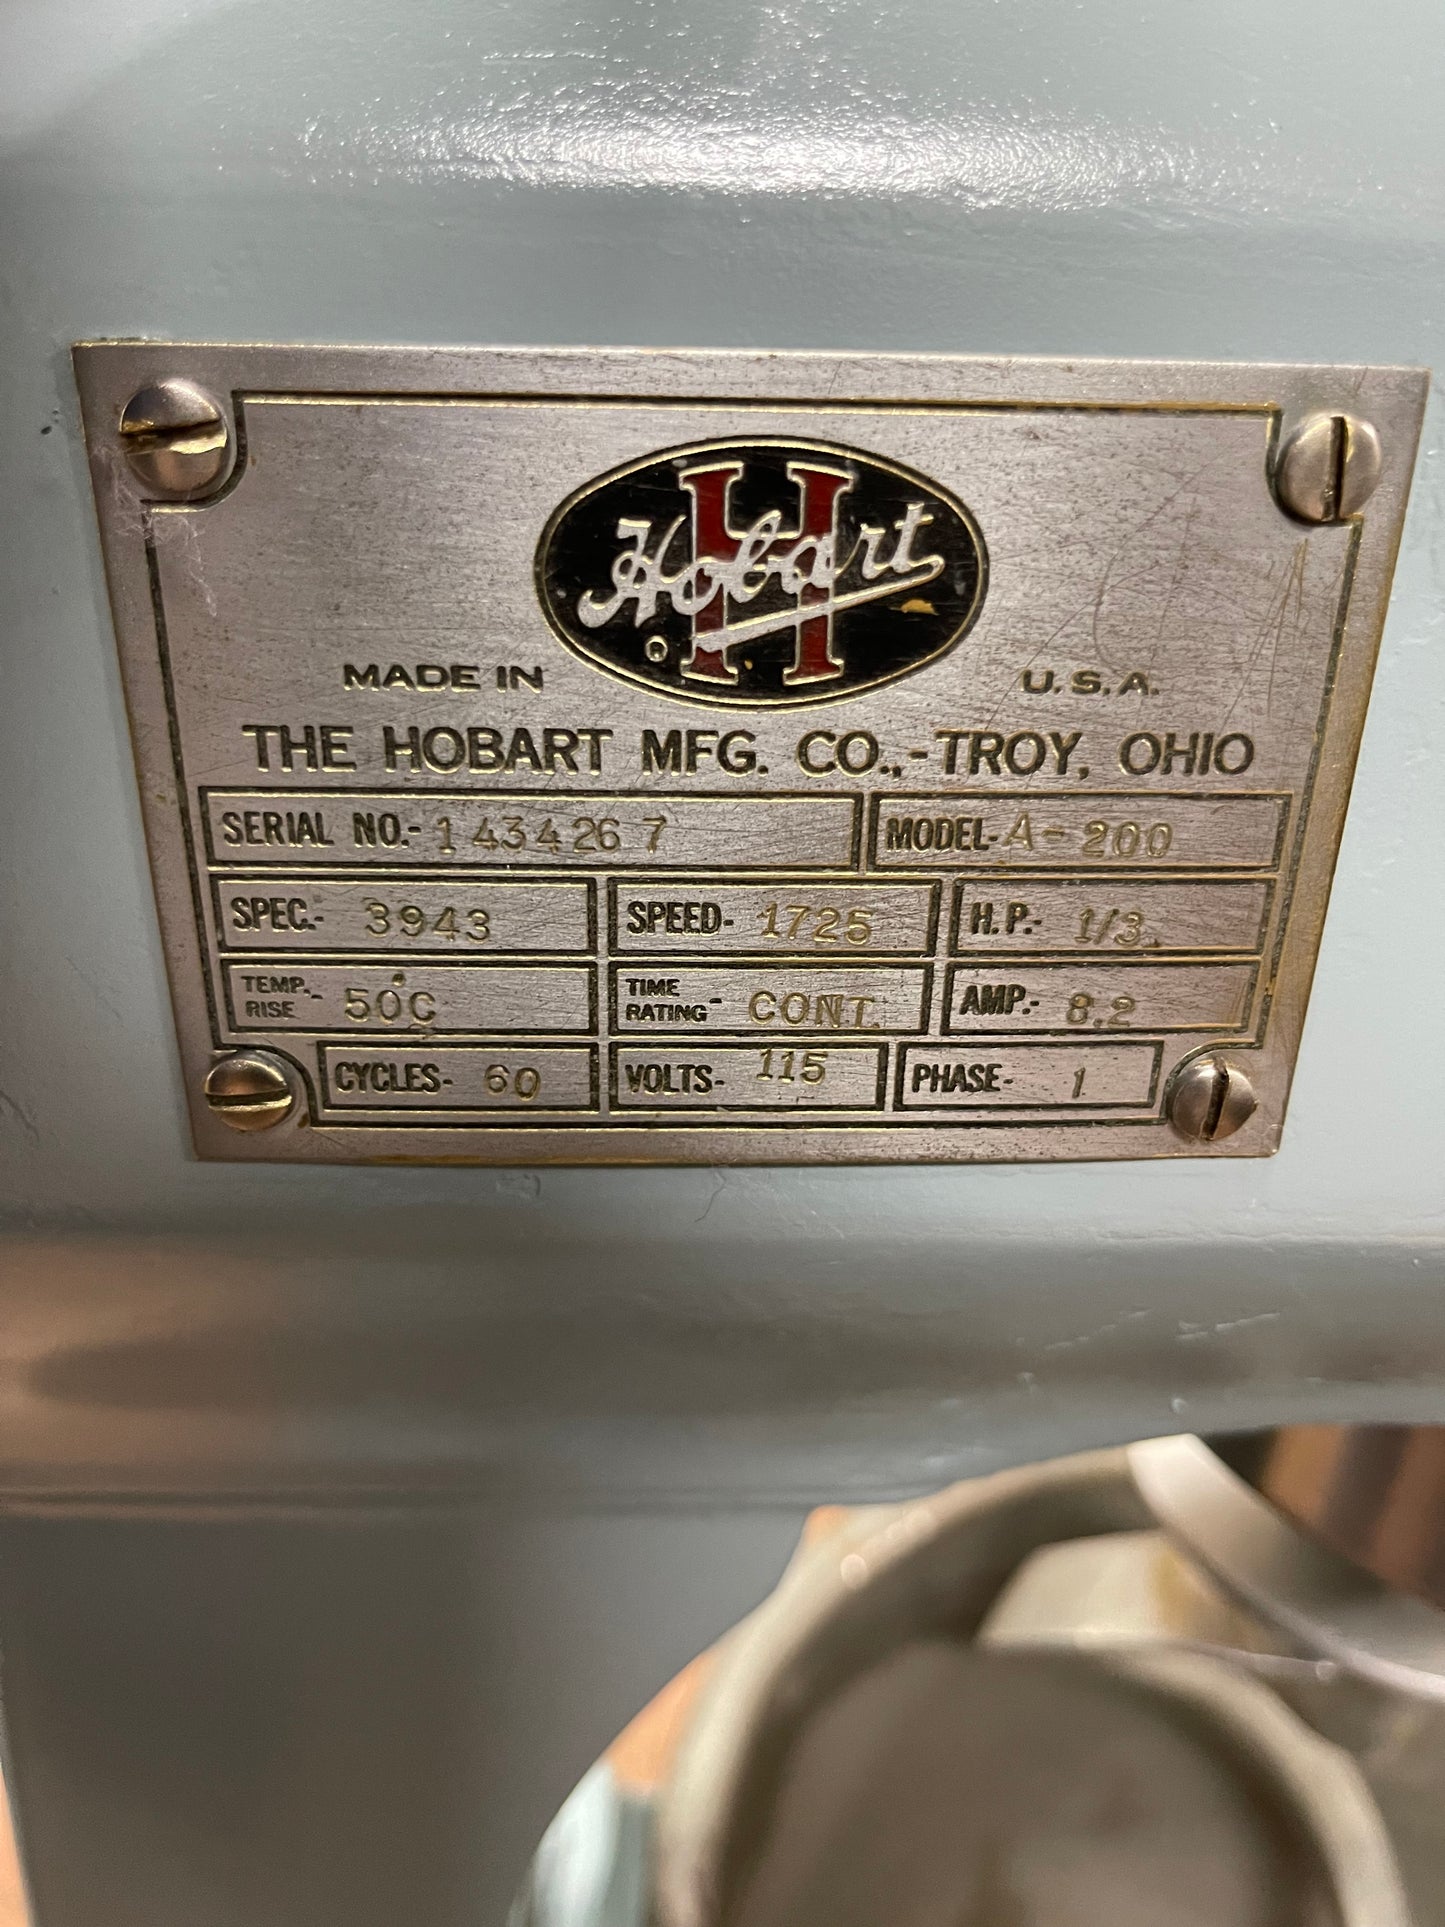 H
Hobart
®
MADE IN U.S.A.
THE HOBART MFG. CO.,-TROY, OHIO
SERIAL NO.- 1434267 MODEL- A-200
SPEC.- 3943 SPEED- 1725 H.P.- 1/3
TEMP. RISE - 50°C TIME RATING - CONT. AMP.- 8.2
CYCLES- 60 VOLTS- 115 PHASE- 1